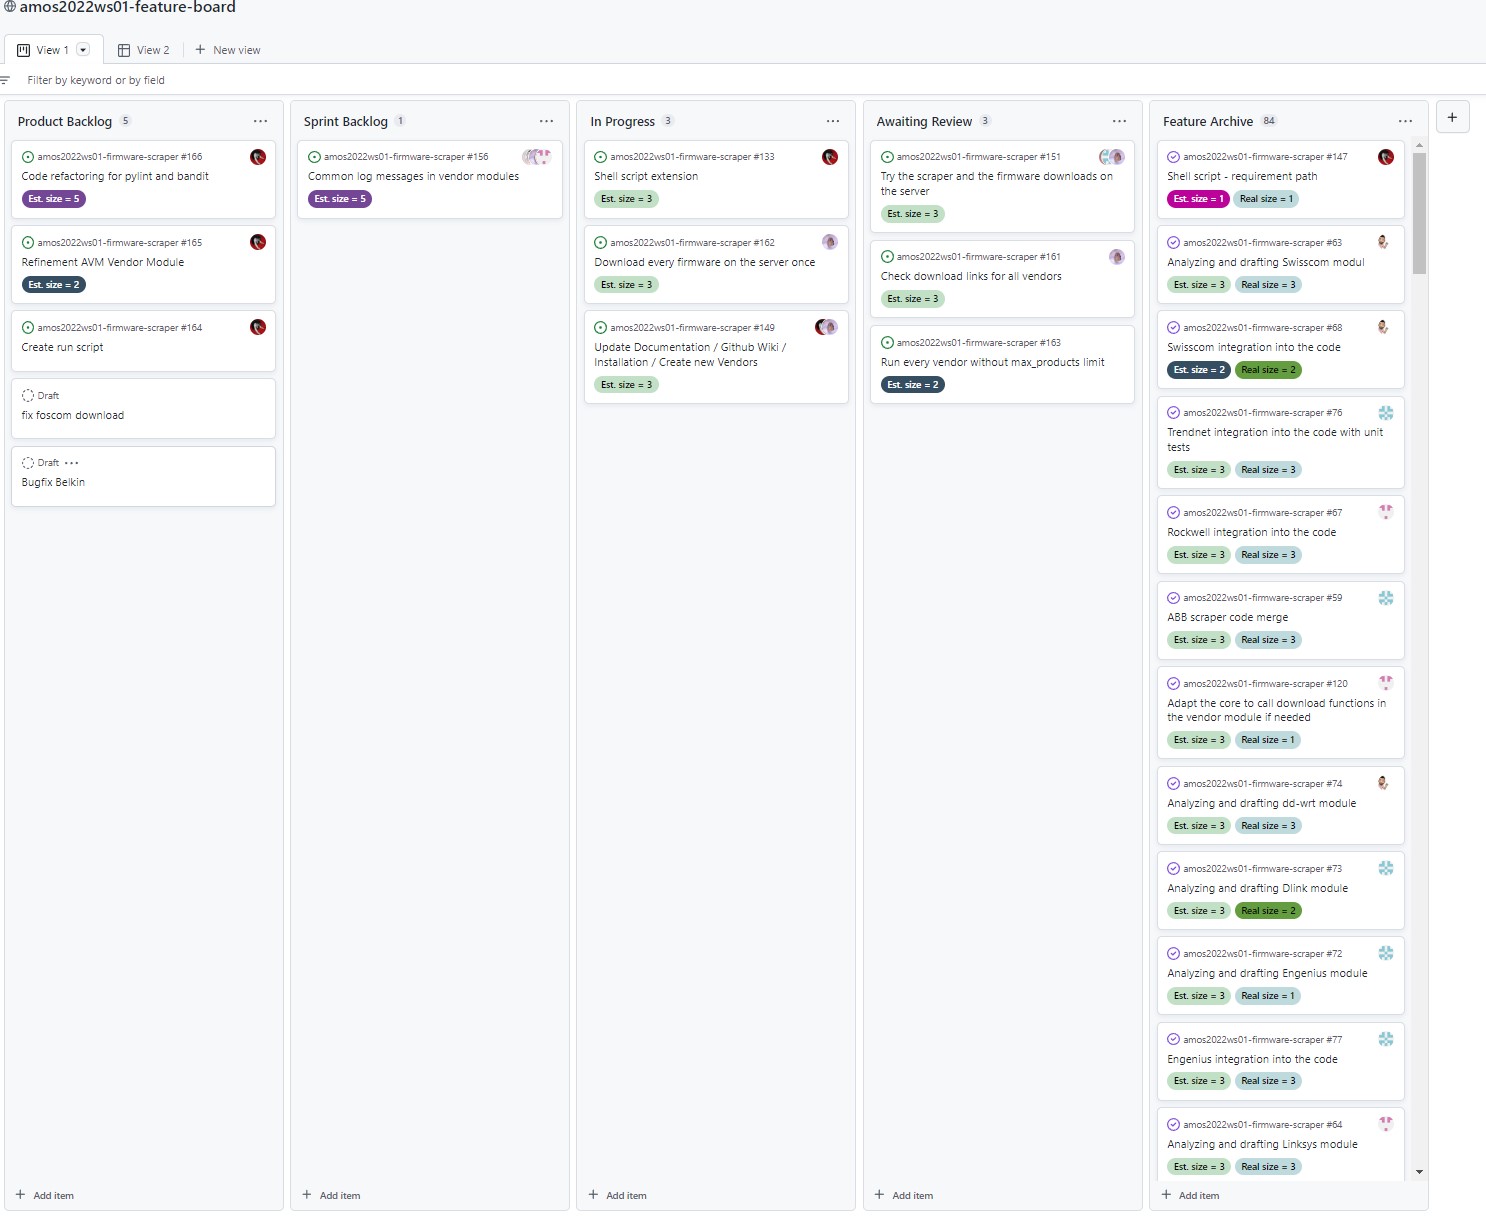 amos2022ws01-feature-board
View 1
View 2
New view
Filter by keyword or by field
Product Backlog 5
amos2022ws01-firmware-scraper #166
Code refactoring for pylint and bandit
Est. size = 5
amos2022ws01-firmware-scraper #165
Refinement AVM Vendor Module
Est. size = 2
amos2022ws01-firmware-scraper #164
Create run script
Draft
fix foscom download
Draft
Bugfix Belkin
Add item
Sprint Backlog 1
amos2022ws01-firmware-scraper #156
Common log messages in vendor modules
Est. size = 5
Add item
In Progress 3
amos2022ws01-firmware-scraper #133
Shell script extension
Est. size = 3
amos2022ws01-firmware-scraper #162
Download every firmware on the server once
Est. size = 3
amos2022ws01-firmware-scraper #149
Update Documentation / Github Wiki /
Installation / Create new Vendors
Est. size = 3
Add item
Awaiting Review 3
amos2022ws01-firmware-scraper #151
Try the scraper and the firmware downloads on
the server
Est. size = 3
amos2022ws01-firmware-scraper #161
Check download links for all vendors
Est. size = 3
amos2022ws01-firmware-scraper #163
Run every vendor without max_products limit
Est. size = 2
Add item
Feature Archive 84
amos2022ws01-firmware-scraper #147
Shell script - requirement path
Est. size = 1 Real size = 1
amos2022ws01-firmware-scraper #63
Analyzing and drafting Swisscom modul
Est. size = 3 Real size = 3
amos2022ws01-firmware-scraper #68
Swisscom integration into the code
Est. size = 2 Real size = 2
amos2022ws01-firmware-scraper #76
Trendnet integration into the code with unit
tests
Est. size = 3 Real size = 3
amos2022ws01-firmware-scraper #67
Rockwell integration into the code
Est. size = 3 Real size = 3
amos2022ws01-firmware-scraper #59
ABB scraper code merge
Est. size = 3 Real size = 3
amos2022ws01-firmware-scraper #120
Adapt the core to call download functions in
the vendor module if needed
Est. size = 3 Real size = 1
amos2022ws01-firmware-scraper #74
Analyzing and drafting dd-wrt module
Est. size = 3 Real size = 3
amos2022ws01-firmware-scraper #73
Analyzing and drafting Dlink module
Est. size = 3 Real size = 2
amos2022ws01-firmware-scraper #72
Analyzing and drafting Engenius module
Est. size = 3 Real size = 1
amos2022ws01-firmware-scraper #77
Engenius integration into the code
Est. size = 3 Real size = 3
amos2022ws01-firmware-scraper #64
Analyzing and drafting Linksys module
Est. size = 3 Real size = 3
Add item